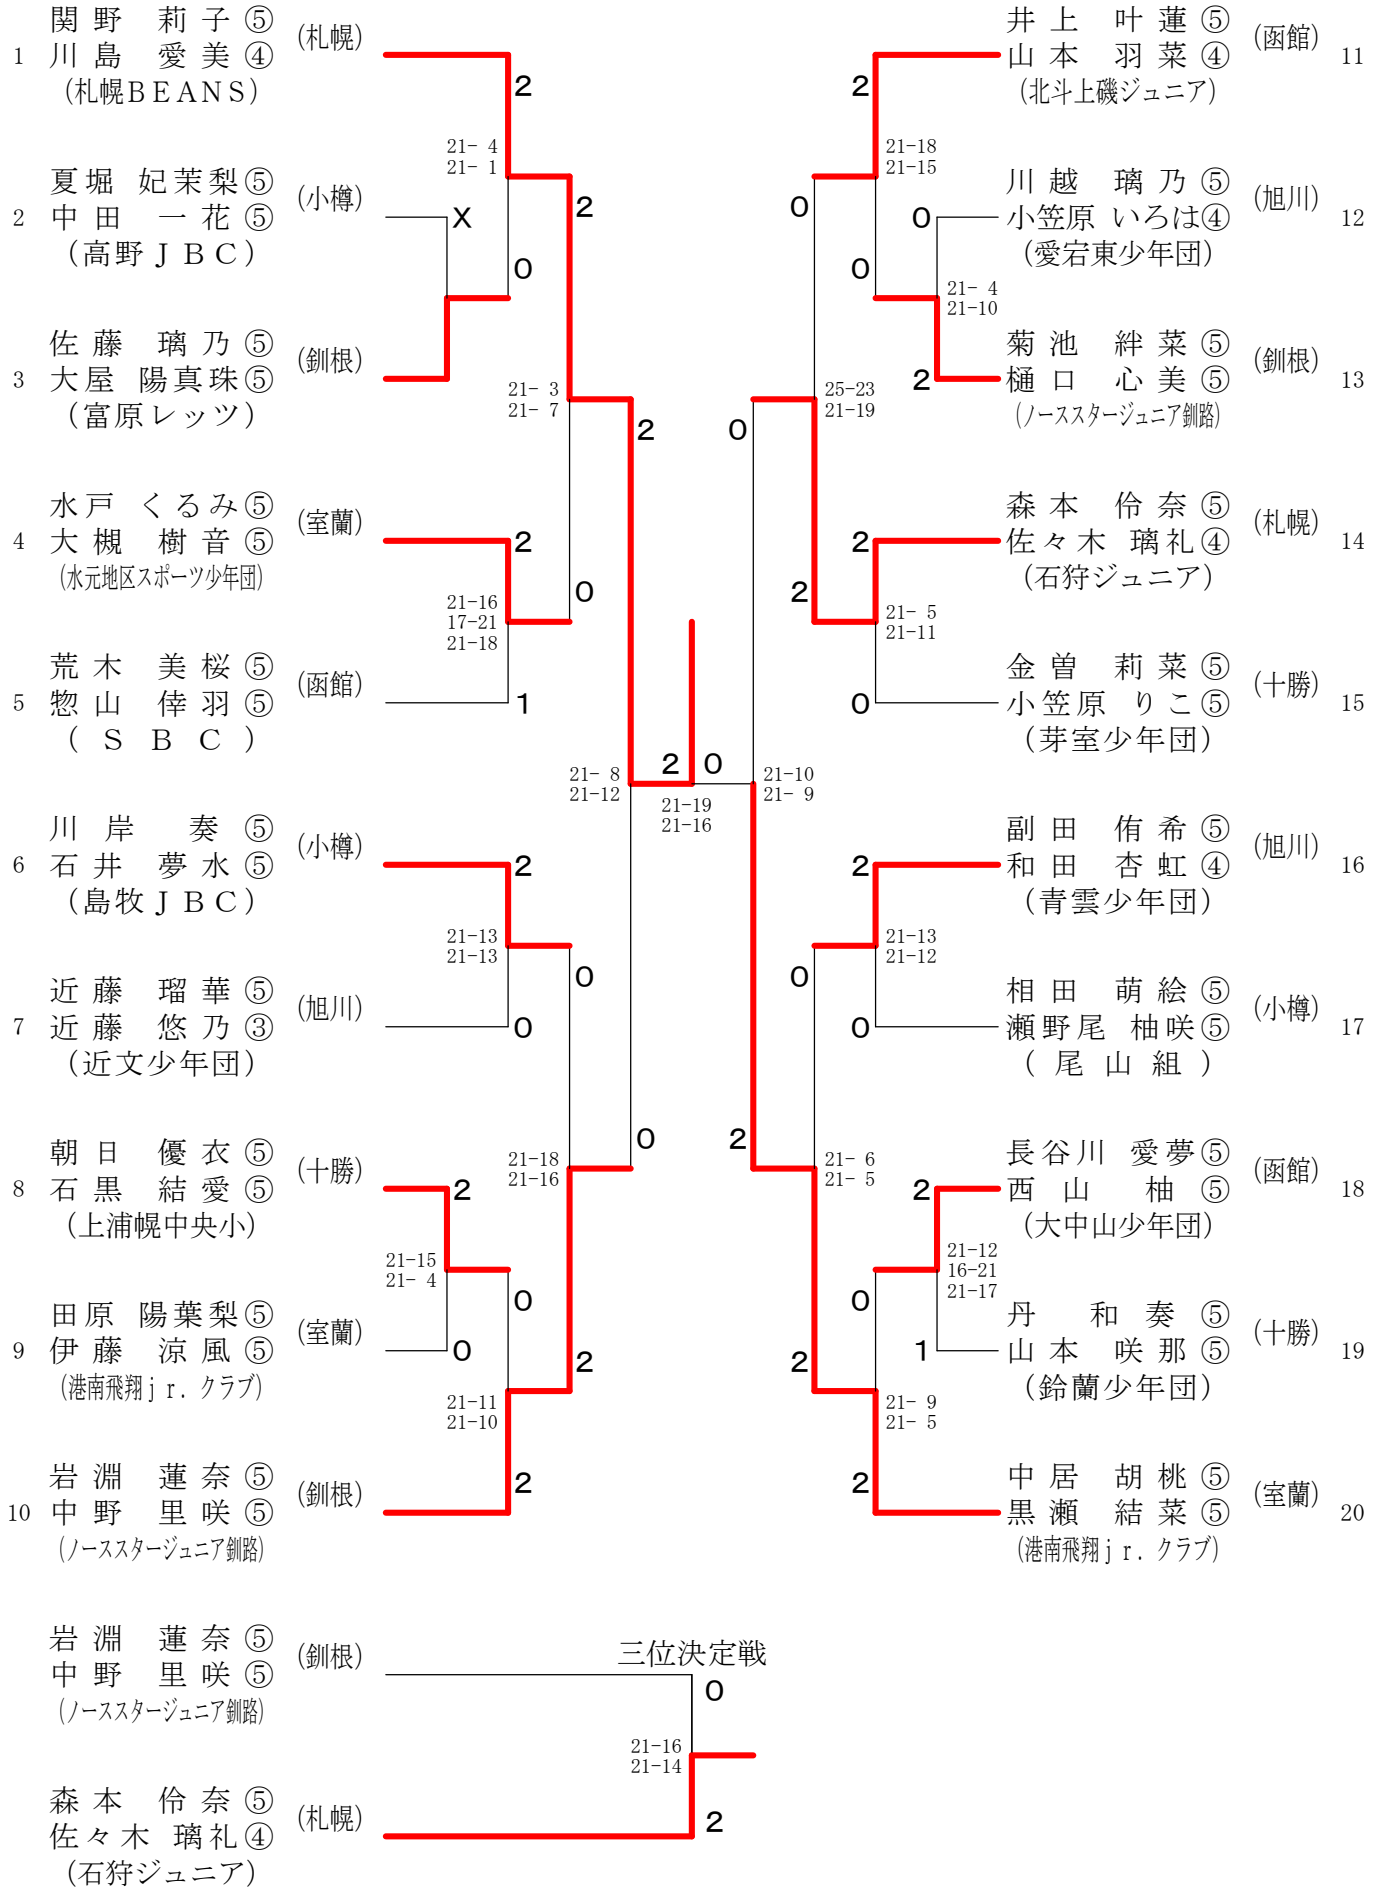 関野 莉子⑤
1 川島 愛美④ (札幌)
(札幌BEANS)
2
21- 4
21- 1
夏堀 妃茉梨⑤
2 中田 一花⑤ (小樽)
(高野JBC)
X
2
0
佐藤 璃乃⑤
3 大屋 陽真珠⑤ (釧根)
(富原レッツ)
21- 3
21- 7
2
水戸 くるみ⑤
4 大槻 樹音⑤ (室蘭)
(水元地区スポーツ少年団)
2
0
21-16
17-21
21-18
荒木 美桜⑤
5 惣山 倖羽⑤ (函館)
(SBC)
1
21- 8
21-12
2 0
21-19
21-16
川岸 奏⑤
6 石井 夢水⑤ (小樽)
(島牧JBC)
2
21-13
21-13
0
近藤 瑠華⑤
7 近藤 悠乃③ (旭川)
(近文少年団)
0
0
朝日 優衣⑤
8 石黒 結愛⑤ (十勝)
(上浦幌中央小)
21-18
21-16
2
21-15
21- 4
0
田原 陽葉梨⑤
9 伊藤 涼風⑤ (室蘭)
(港南飛翔jr.クラブ)
0
2
21-11
21-10
岩淵 蓮奈⑤
10 中野 里咲⑤ (釧根)
(ノーススタージュニア釧路)
2
井上 叶蓮⑤
山本 羽菜④ (函館) 11
(北斗上磯ジュニア)
2
21-18
21-15
川越 璃乃⑤
小笠原 いろは④ (旭川) 12
(愛宕東少年団)
0
0
0
21- 4
21-10
菊池 絆菜⑤
樋口 心美⑤ (釧根) 13
(ノーススタージュニア釧路)
2
25-23
21-19
0
森本 伶奈⑤
佐々木 璃礼④ (札幌) 14
(石狩ジュニア)
2
2
21- 5
21-11
金曽 莉菜⑤
小笠原 りこ⑤ (十勝) 15
(芽室少年団)
0
21-10
21- 9
副田 侑希⑤
和田 杏虹④ (旭川) 16
(青雲少年団)
2
21-13
21-12
0
相田 萌絵⑤
瀬野尾 柚咲⑤ (小樽) 17
(尾山組)
0
2
長谷川 愛夢⑤
西山 柚⑤ (函館) 18
(大中山少年団)
21- 6
21- 5
2
21-12
16-21
21-17
0
丹 和奏⑤
山本 咲那⑤ (十勝) 19
(鈴蘭少年団)
1
2
21- 9
21- 5
中居 胡桃⑤
黒瀬 結菜⑤ (室蘭) 20
(港南飛翔jr.クラブ)
2
三位決定戦
岩淵 蓮奈⑤
中野 里咲⑤ (釧根)
(ノーススタージュニア釧路)
0
21-16
21-14
森本 伶奈⑤
佐々木 璃礼④ (札幌)
(石狩ジュニア)
2